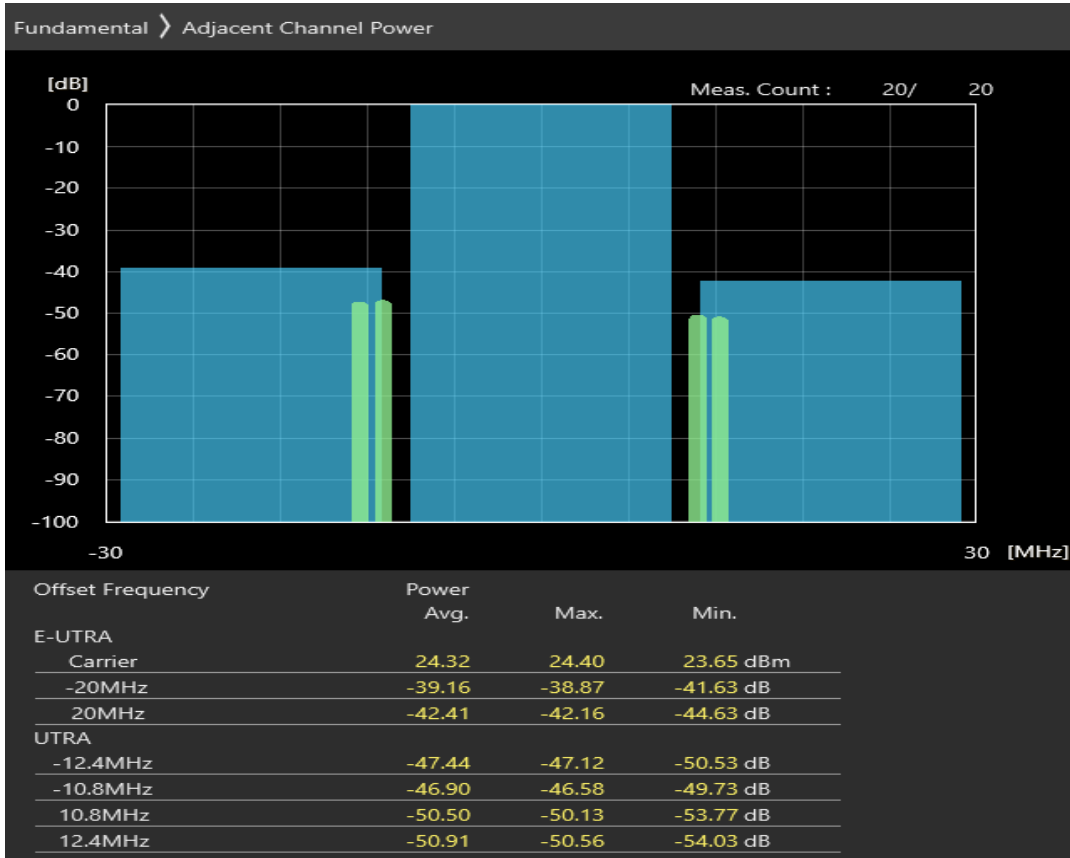 Fundamental ❭ Adjacent Channel Power
[dB]
Meas. Count : 20/ 20
0
-10
-20
-30
-40
-50
-60
-70
-80
-90
-100
-30 30 [MHz]
Offset Frequency Power
Avg. Max. Min.
E-UTRA
Carrier 24.32 24.40 23.65 dBm
-20MHz -39.16 -38.87 -41.63 dB
20MHz -42.41 -42.16 -44.63 dB
UTRA
-12.4MHz -47.44 -47.12 -50.53 dB
-10.8MHz -46.90 -46.58 -49.73 dB
10.8MHz -50.50 -50.13 -53.77 dB
12.4MHz -50.91 -50.56 -54.03 dB